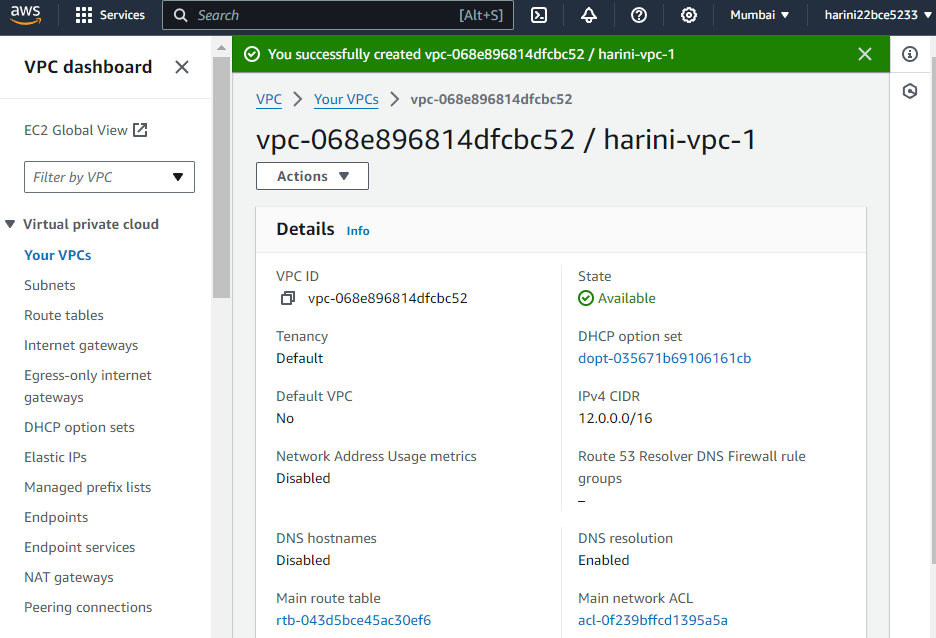 aws Services Search [Alt+S] Mumbai harini22bce5233
VPC dashboard
EC2 Global View
Filter by VPC
Virtual private cloud
Your VPCs
Subnets
Route tables
Internet gateways
Egress-only internet
gateways
DHCP option sets
Elastic IPs
Managed prefix lists
Endpoints
Endpoint services
NAT gateways
Peering connections
You successfully created vpc-068e896814dfcbc52 / harini-vpc-1
VPC > Your VPCs > vpc-068e896814dfcbc52
vpc-068e896814dfcbc52 / harini-vpc-1
Actions
Details Info
VPC ID
vpc-068e896814dfcbc52
State
Available
Tenancy
Default
DHCP option set
dopt-035671b69106161cb
Default VPC
No
IPv4 CIDR
12.0.0.0/16
Network Address Usage metrics
Disabled
Route 53 Resolver DNS Firewall rule
groups
–
DNS hostnames
Disabled
DNS resolution
Enabled
Main route table
rtb-043d5bce45ac30ef6
Main network ACL
acl-0f239bffcd1395a5a